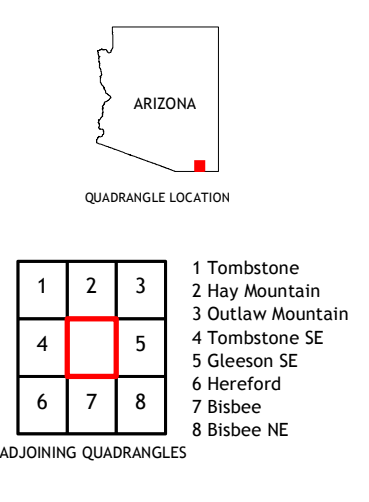 ARIZONA
QUADRANGLE LOCATION
1 2 3
4 5
6 7 8
ADJOINING QUADRANGLES
1 Tombstone
2 Hay Mountain
3 Outlaw Mountain
4 Tombstone SE
5 Gleeson SE
6 Hereford
7 Bisbee
8 Bisbee NE